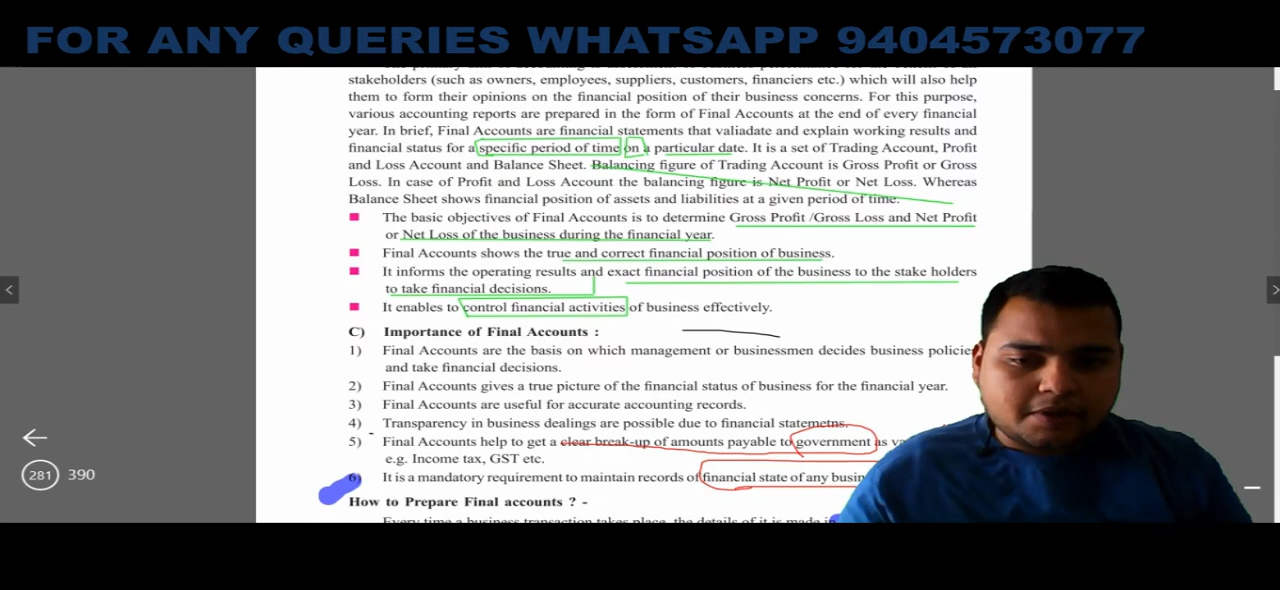 FOR ANY QUERIES WHATSAPP 9404573077
stakeholders (such as owners, employees, suppliers, customers, financiers etc.) which will also help
them to form their opinions on the financial position of their business concerns. For this purpose,
various accounting reports are prepared in the form of Final Accounts at the end of every financial
year. In brief, Final Accounts are financial statements that valiadate and explain working results and
financial status for a specific period of time on a particular date. It is a set of Trading Account, Profit
and Loss Account and Balance Sheet. Balancing figure of Trading Account is Gross Profit or Gross
Loss. In case of Profit and Loss Account the balancing figure is Net Profit or Net Loss. Whereas
Balance Sheet shows financial position of assets and liabilities at a given period of time.
The basic objectives of Final Accounts is to determine Gross Profit /Gross Loss and Net Profit
or Net Loss of the business during the financial year.
Final Accounts shows the true and correct financial position of business.
It informs the operating results and exact financial position of the business to the stake holders
to take financial decisions.
It enables to control financial activities of business effectively.
C) Importance of Final Accounts :
1) Final Accounts are the basis on which management or businessmen decides business
and take financial decisions.
2) Final Accounts gives a true picture of the financial status of business for the financial year.
3) Final Accounts are useful for accurate accounting records.
4) Transparency in business dealings are possible due to financial statemetns.
5) Final Accounts help to get a clear break-up of amounts payable to government as
e.g. Income tax, GST etc.
6) It is a mandatory requirement to maintain records of financial state of any
How to Prepare Final accounts ? -
Every time a business transaction takes place, the details of it is made
281 390